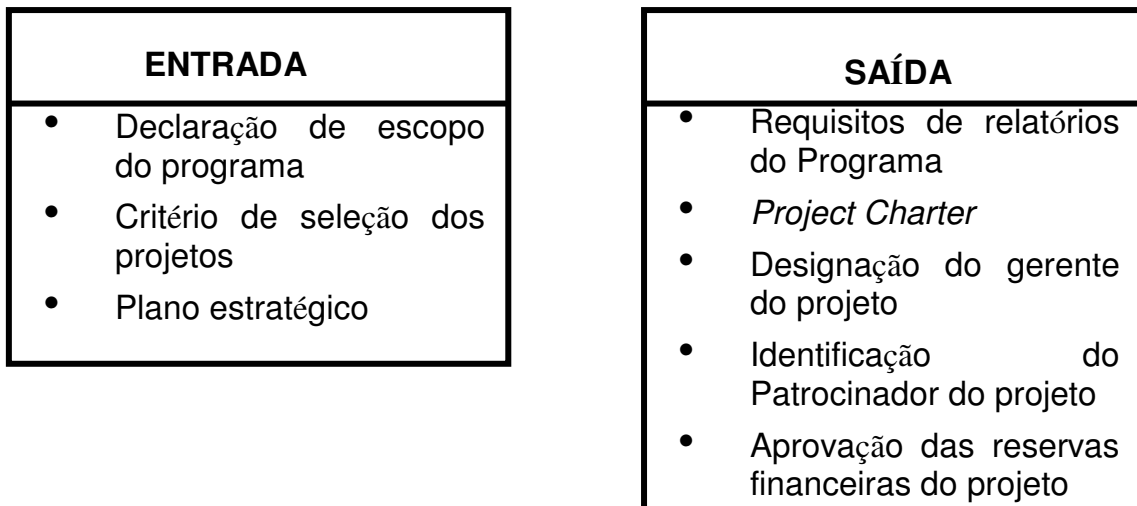 ENTRADA
• Declaração de escopo
do programa
• Critério de seleção dos
projetos
• Plano estratégico
SAÍDA
• Requisitos de relatórios
do Programa
• Project Charter
• Designação do gerente
do projeto
• Identificação do
Patrocinador do projeto
• Aprovação das reservas
financeiras do projeto